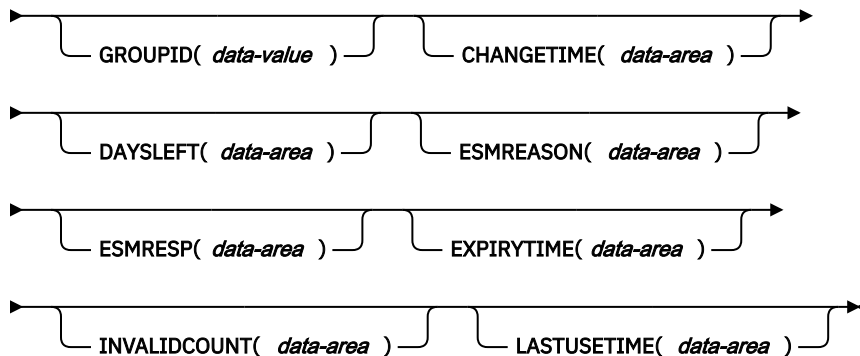 GROUPID( data-value ) CHANGETIME( data-area )
DAYSLEFT( data-area ) ESMREASON( data-area )
ESMRESP( data-area ) EXPIRYTIME( data-area )
INVALIDCOUNT( data-area ) LASTUSETIME( data-area )